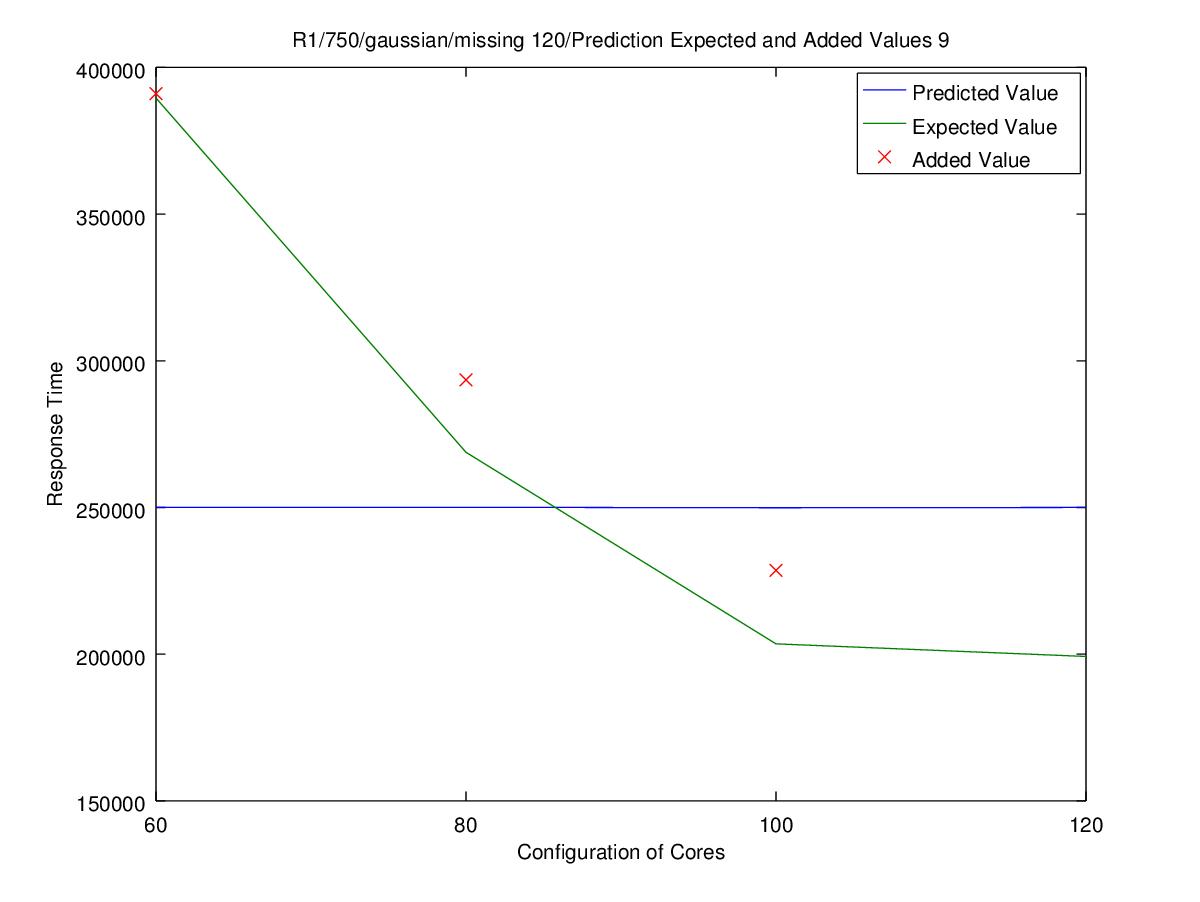 R1/750/gaussian/missing 120/Prediction Expected and Added Values 9
400000
350000
300000
250000
200000
150000
Response Time
Predicted Value
Expected Value
Added Value
60
80
100
120
Configuration of Cores